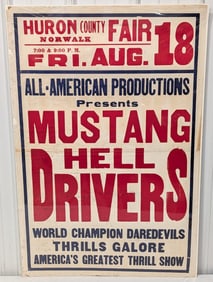 HURON COUNTY FAIR 18
NORWALK
7:00 & 9:00 P. M.
FRI. AUG.
ALL-AMERICAN PRODUCTIONS
Presents
MUSTANG
HELL
DRIVERS
WORLD CHAMPION DAREDEVILS
THRILLS GALORE
AMERICA'S GREATEST THRILL SHOW